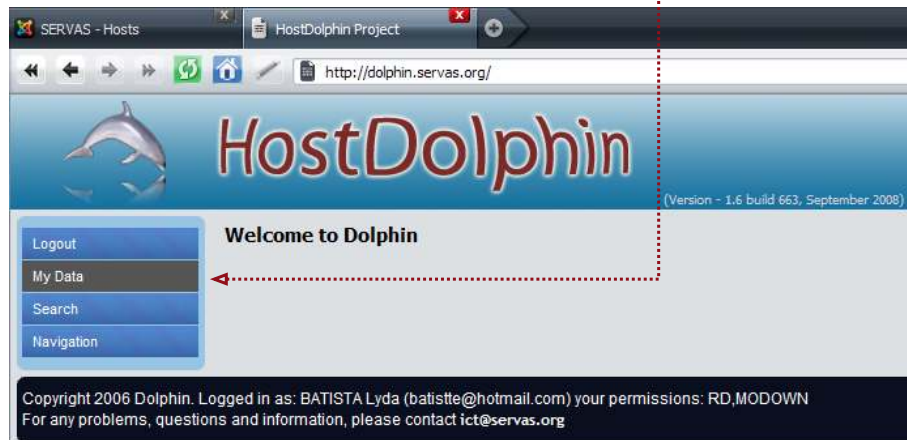 SERVAS - Hosts
HostDolphin Project
http://dolphin.servas.org/
HostDolphin
(Version - 1.6 build 663, September 2008)
Logout
My Data
Search
Navigation
Welcome to Dolphin
Copyright 2006 Dolphin. Logged in as: BATISTA Lyda (batistte@hotmail.com) your permissions: RD,MODOWN
For any problems, questions and information, please contact ict@servas.org